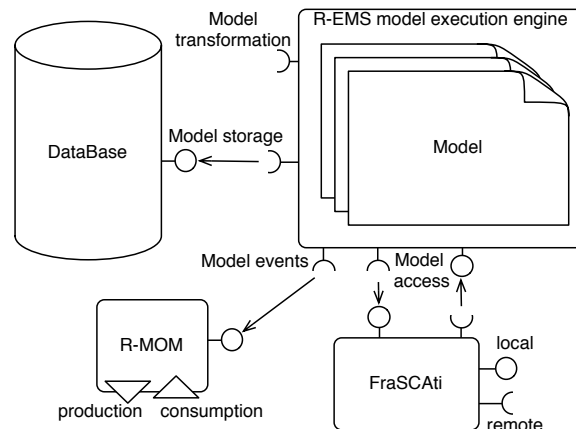 Model
transformation
R-EMS model execution engine
DataBase
Model storage
Model
Model events
Model
access
R-MOM
production
consumption
FraSCAti
local
remote